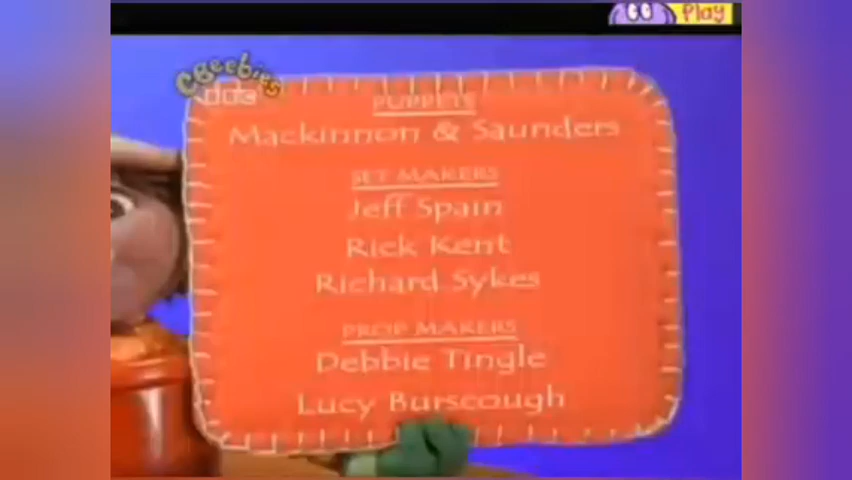 Play
CBeebies
BBC
PUPPETS
Mackinnon & Saunders
SET MAKERS
Jeff Spain
Rick Kent
Richard Sykes
PROP MAKERS
Debbie Tingle
Lucy Burscough